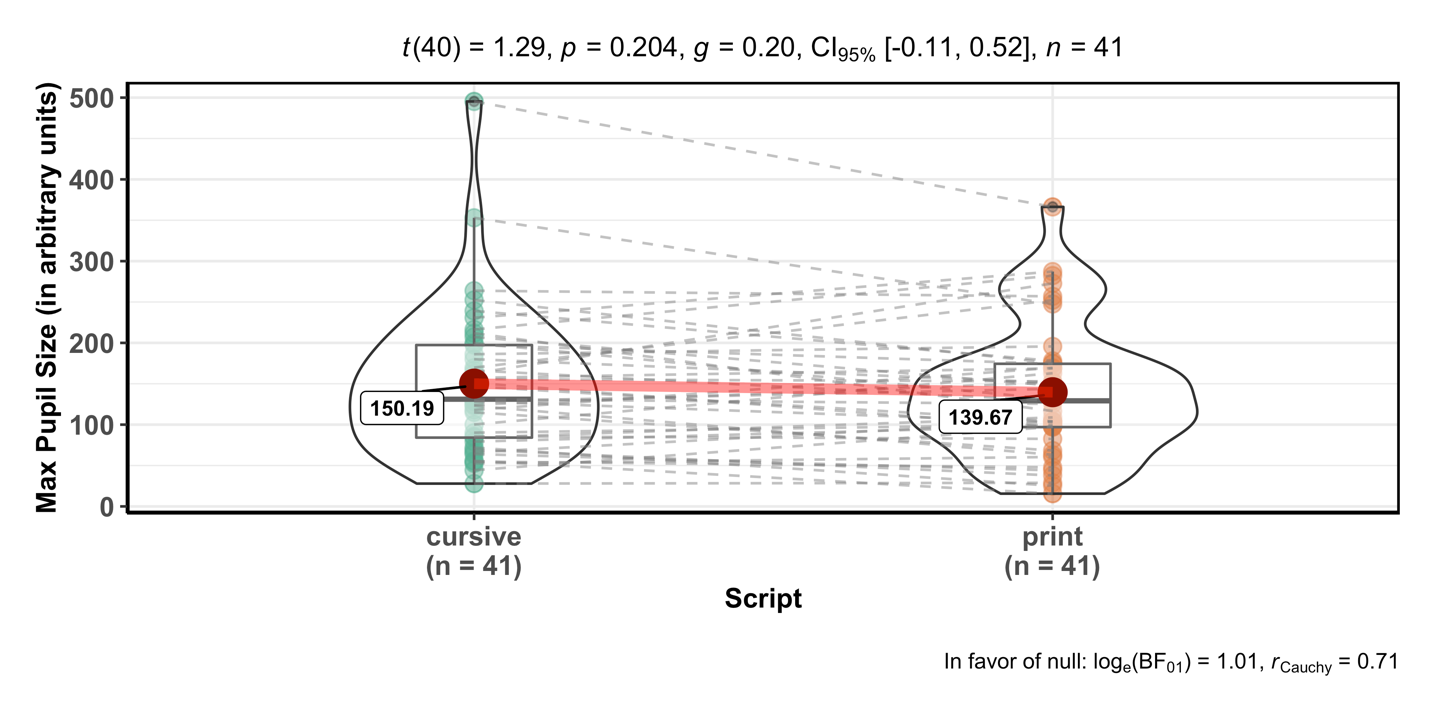 t(40) = 1.29, p = 0.204, g = 0.20, CI95% [-0.11, 0.52], n = 41
Max Pupil Size (in arbitrary units)
500
400
300
200
100
0
150.19
139.67
cursive
(n = 41)
print
(n = 41)
Script
In favor of null: loge(BF01) = 1.01, rCauchy = 0.71